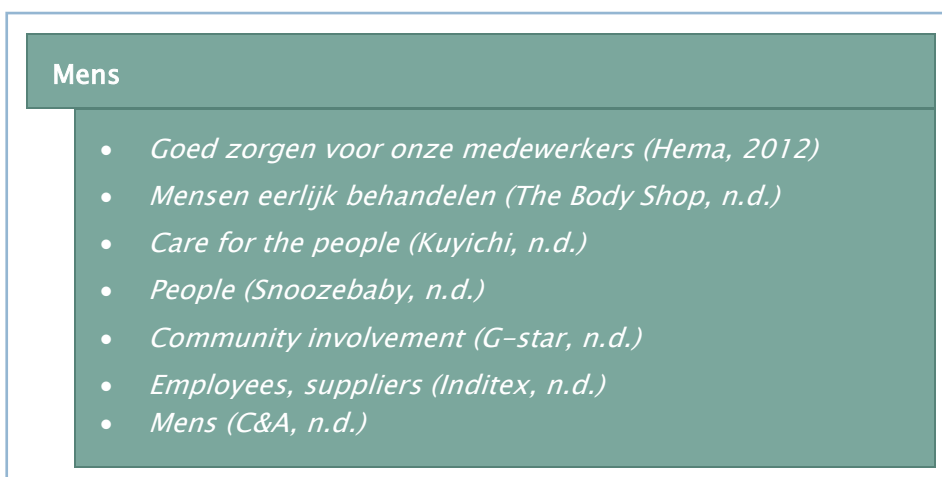 Mens
• Goed zorgen voor onze medewerkers (Hema, 2012)
• Mensen eerlijk behandelen (The Body Shop, n.d.)
• Care for the people (Kuyichi, n.d.)
• People (Snoozebaby, n.d.)
• Community involvement (G-star, n.d.)
• Employees, suppliers (Inditex, n.d.)
• Mens (C&A, n.d.)